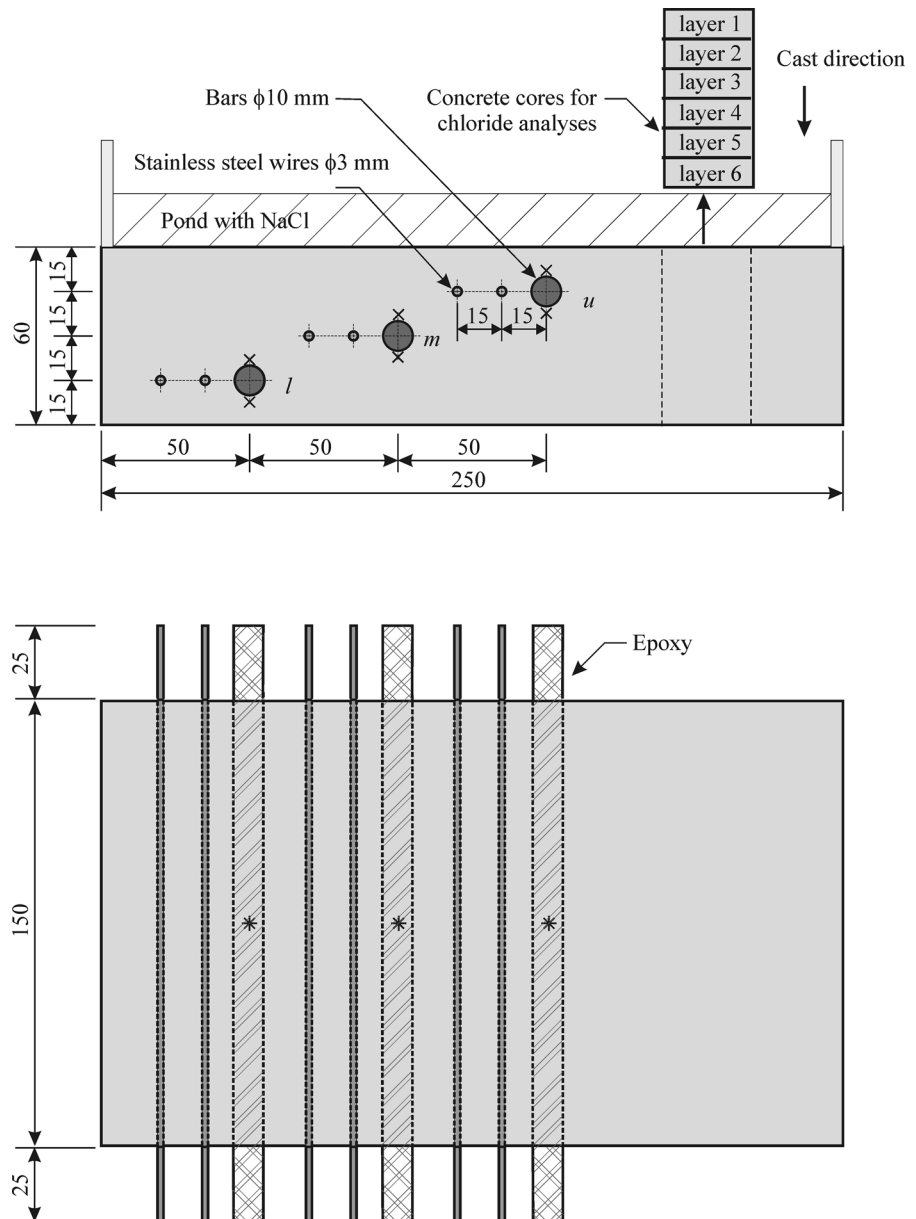 layer 1
layer 2
layer 3
layer 4
layer 5
layer 6
Cast direction
Bars ϕ10 mm
Concrete cores for
chloride analyses
Stainless steel wires ϕ3 mm
Pond with NaCl
60
15
15
15
15
15
15
u
m
l
50
50
50
250
25
Epoxy
150
25